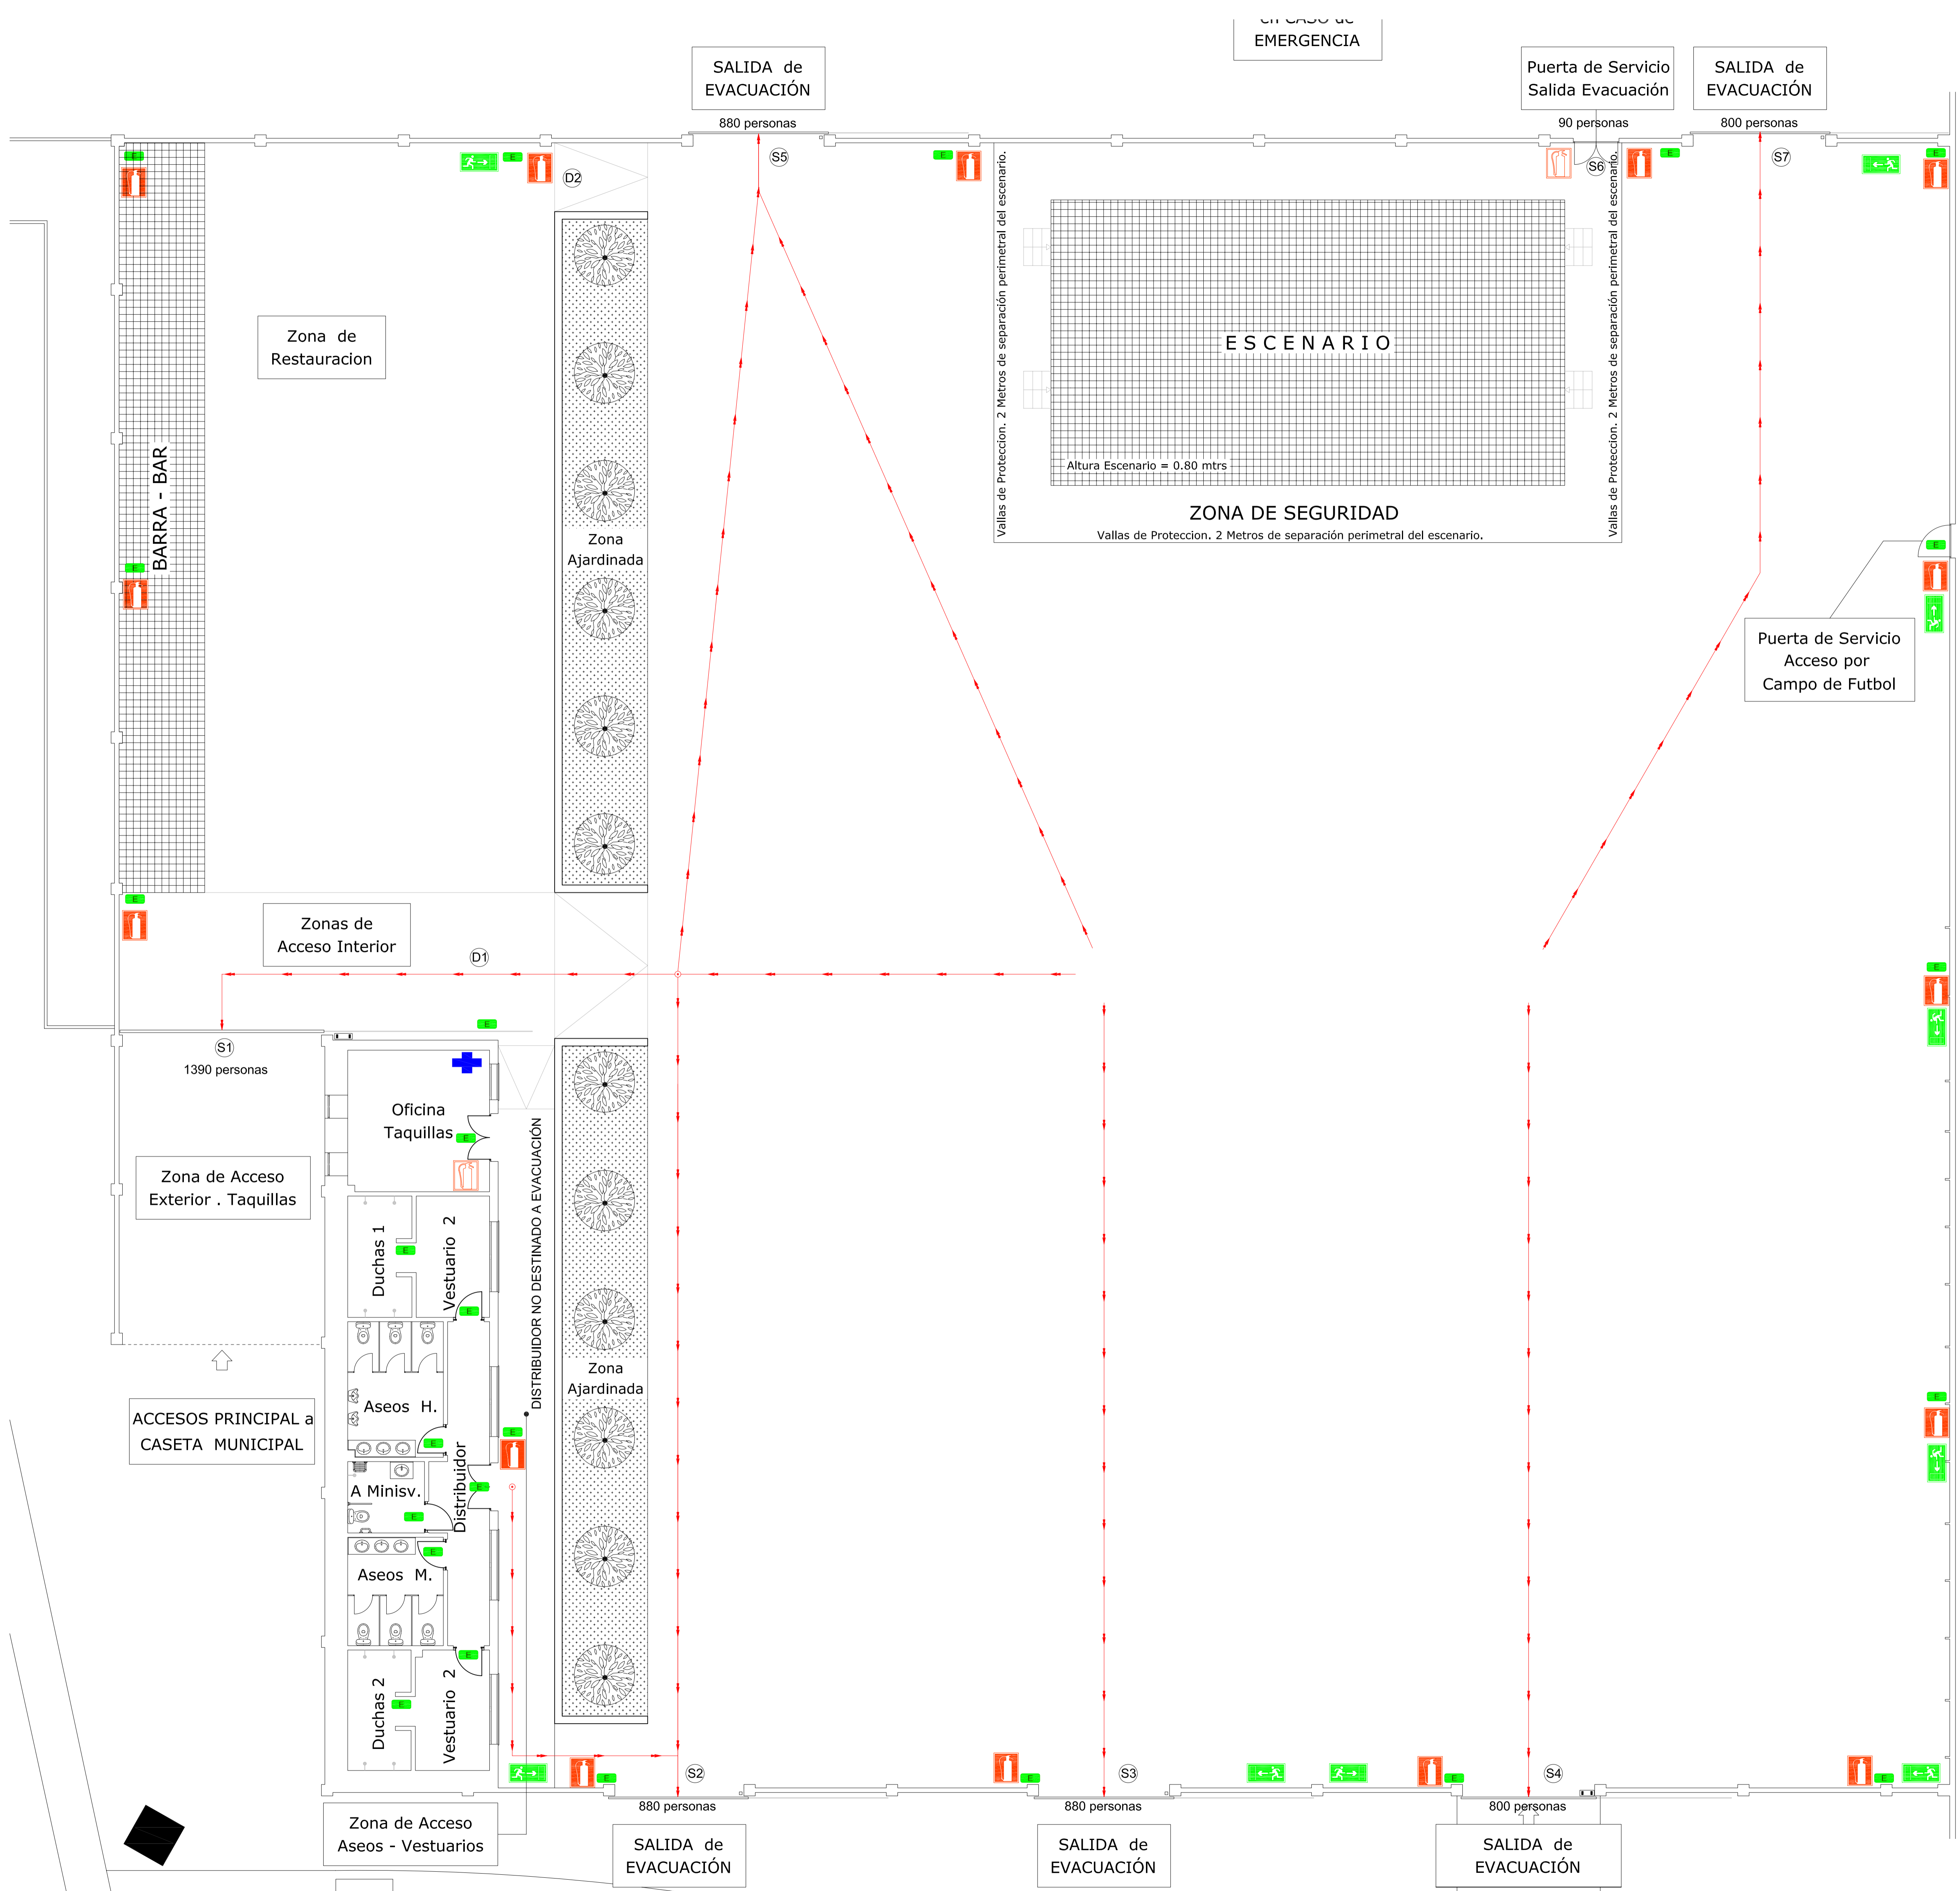 en CASO de
EMERGENCIA
SALIDA de
EVACUACIÓN
Puerta de Servicio
Salida Evacuación
SALIDA de
EVACUACIÓN
880 personas
90 personas
800 personas
E
E
D2
S5
E
S6
E
S7
E
Vallas de Proteccion. 2 Metros de separación perimetral del escenario.
Vallas de Proteccion. 2 Metros de separación perimetral del escenario.
Zona de
Restauracion
ESCENARIO
Altura Escenario = 0.80 mtrs
BARRA - BAR
ZONA DE SEGURIDAD
Vallas de Proteccion. 2 Metros de separación perimetral del escenario.
Zona
Ajardinada
E
E
Puerta de Servicio
Acceso por
Campo de Futbol
E
Zonas de
Acceso Interior
D1
E
E
S1
1390 personas
Oficina
Taquillas
E
DISTRIBUIDOR NO DESTINADO A EVACUACIÓN
Zona de Acceso
Exterior . Taquillas
Duchas 1
E
Vestuario 2
E
Zona
Ajardinada
ACCESOS PRINCIPAL a
CASETA MUNICIPAL
Aseos H.
E
E
E
Distribuidor
E
A Minisv.
E
E
Aseos M.
E
Duchas 2
E
Vestuario 2
S2
S3
S4
E
E
E
E
880 personas
880 personas
800 personas
Zona de Acceso
Aseos - Vestuarios
SALIDA de
EVACUACIÓN
SALIDA de
EVACUACIÓN
SALIDA de
EVACUACIÓN